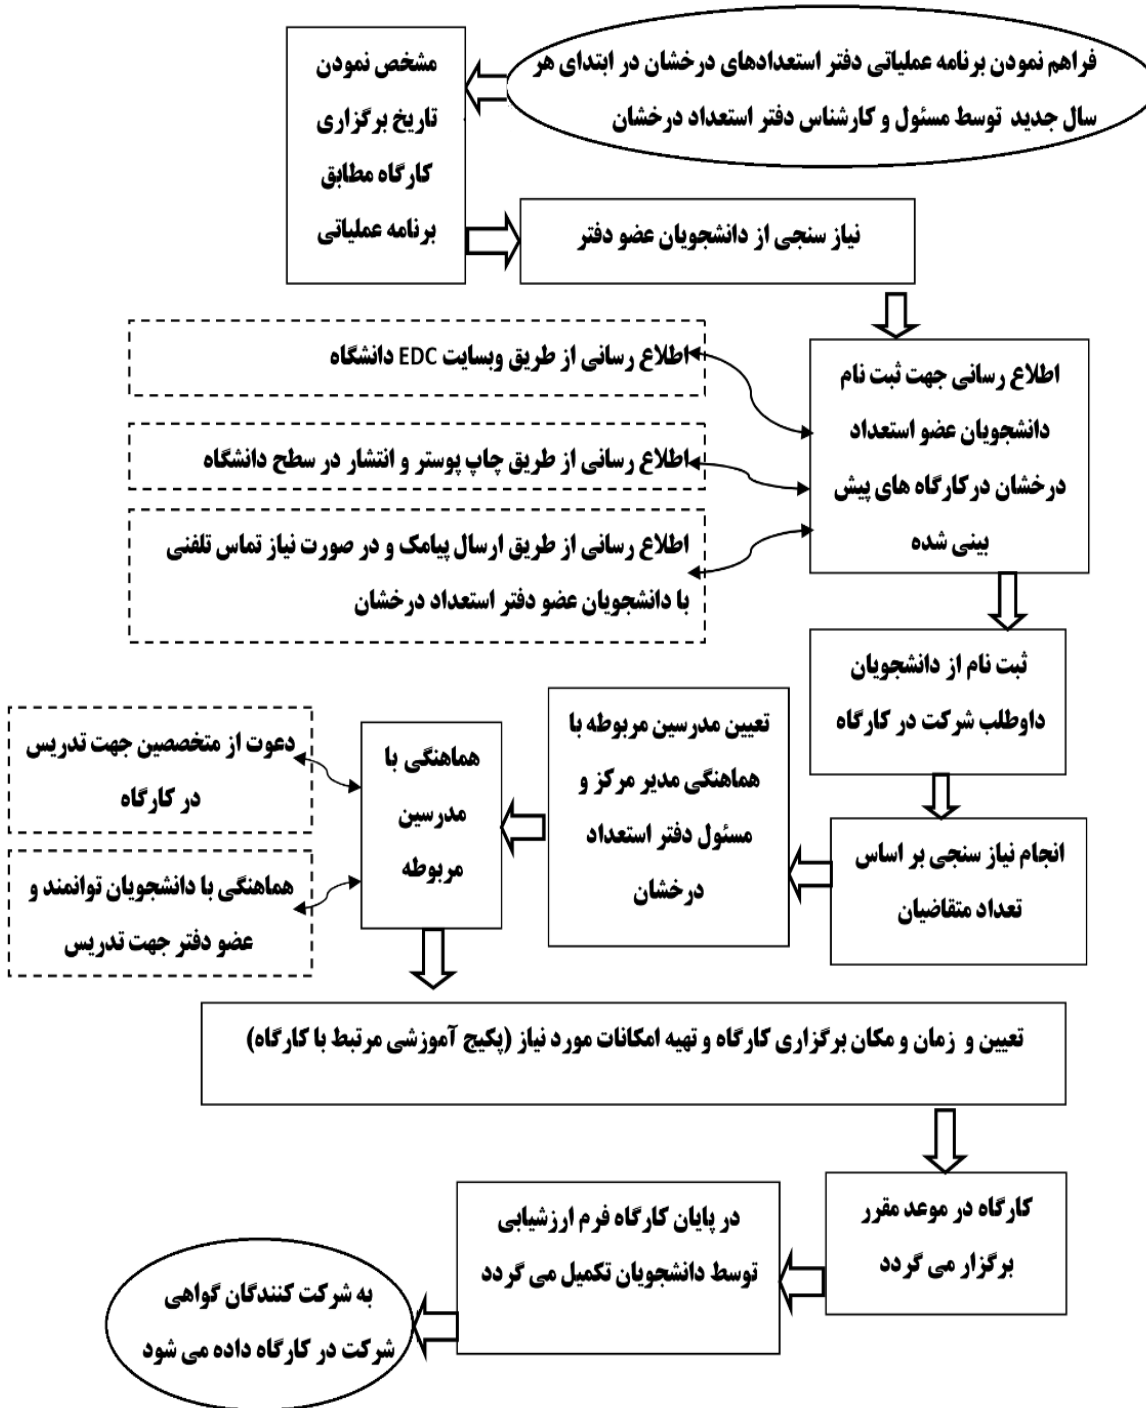 فراهم نمودن برنامه عملیاتی دفتر استعدادهای درخشان در ابتدای هر
سال جدید توسط مسئول و کارشناس دفتر استعداد درخشان
مشخص نمودن
تاریخ برگزاری
کارگاه مطابق
برنامه عملیاتی
نیاز سنجی از دانشجویان عضو دفتر
اطلاع رسانی جهت ثبت نام
دانشجویان عضو استعداد
درخشان درکارگاه های پیش
بینی شده
اطلاع رسانی از طریق وبسایت EDC دانشگاه
اطلاع رسانی از طریق چاپ پوستر و انتشار در سطح دانشگاه
اطلاع رسانی از طریق ارسال پیامک و در صورت نیاز تماس تلفنی
با دانشجویان عضو دفتر استعداد درخشان
ثبت نام از دانشجویان
داوطلب شرکت در کارگاه
انجام نیاز سنجی بر اساس
تعداد متقاضیان
تعیین مدرسین مربوطه با
هماهنگی مدیر مرکز و
مسئول دفتر استعداد
درخشان
هماهنگی با
مدرسین
مربوطه
دعوت از متخصصین جهت تدریس
در کارگاه
هماهنگی با دانشجویان توانمند و
عضو دفتر جهت تدریس
تعیین و زمان و مکان برگزاری کارگاه و تهیه امکانات مورد نیاز (پکیج آموزشی مرتبط با کارگاه)
کارگاه در موعد مقرر
برگزار می گردد
در پایان کارگاه فرم ارزشیابی
توسط دانشجویان تکمیل می گردد
به شرکت کنندگان گواهی
شرکت در کارگاه داده می شود